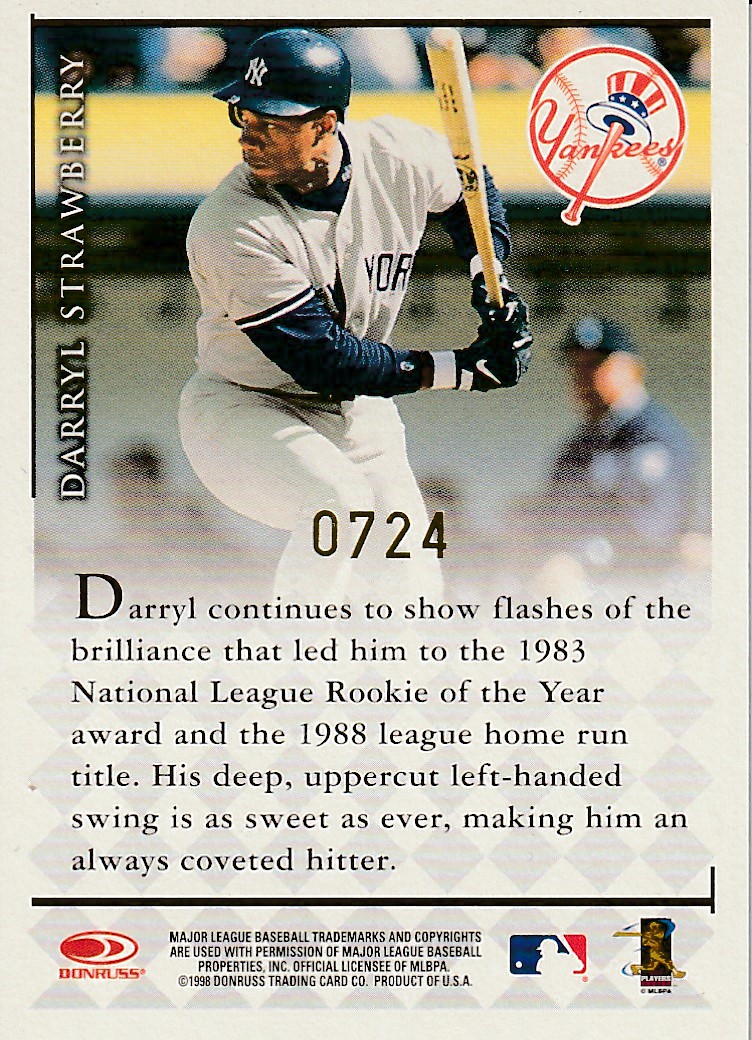 DARRYL STRAWBERRY
NY
Yankees®
YOR
0724
Darryl continues to show flashes of the
brilliance that led him to the 1983
National League Rookie of the Year
award and the 1988 league home run
title. His deep, uppercut left-handed
swing is as sweet as ever, making him an
always coveted hitter.
DONRUSS®
MAJOR LEAGUE BASEBALL TRADEMARKS AND COPYRIGHTS
ARE USED WITH PERMISSION OF MAJOR LEAGUE BASEBALL
PROPERTIES, INC. OFFICIAL LICENSEE OF MLBPA.
©1998 DONRUSS TRADING CARD CO. PRODUCT OF U.S.A.
®
PLAYERS
© MLBPA